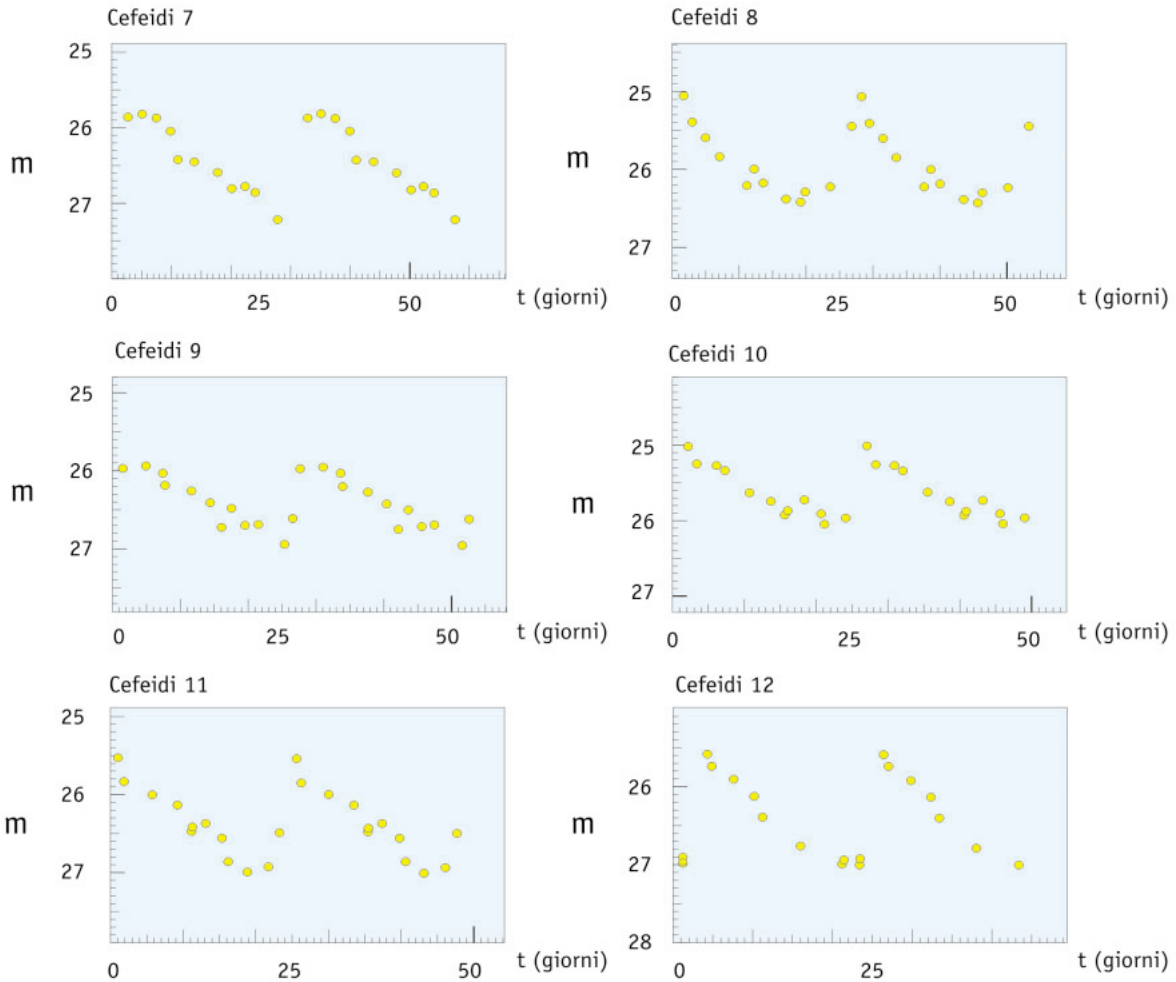 Cefeidi 7
25
26
27
m
0 25 50 t (giorni)
Cefeidi 8
25
26
27
m
0 25 50 t (giorni)
Cefeidi 9
25
26
27
m
0 25 50 t (giorni)
Cefeidi 10
25
26
27
m
0 25 50 t (giorni)
Cefeidi 11
25
26
27
m
0 25 50 t (giorni)
Cefeidi 12
26
27
28
m
0 25 t (giorni)